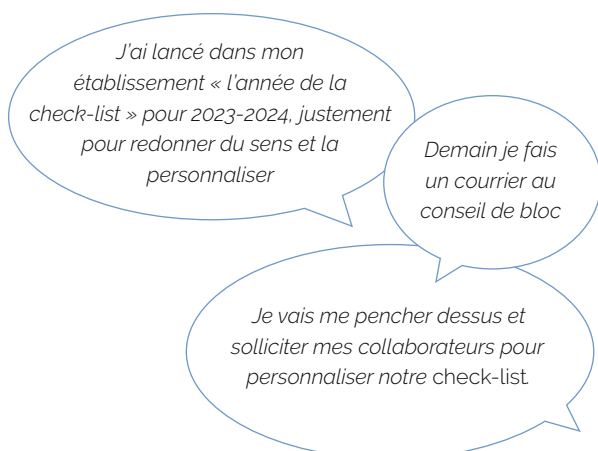 J'ai lancé dans mon
établissement « l'année de la
check-list » pour 2023-2024, justement
pour redonner du sens et la
personnaliser
Demain je fais
un courrier au
conseil de bloc
Je vais me pencher dessus et
solliciter mes collaborateurs pour
personnaliser notre check-list.